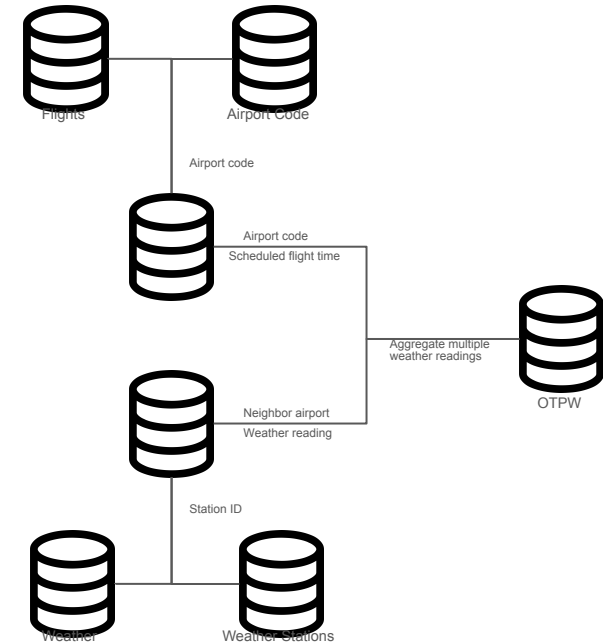 Flights
Airport Code
Airport code
Airport code
Scheduled flight time
Aggregate multiple
weather readings
OTPW
Neighbor airport
Weather reading
Station ID
Weather
Weather Stations